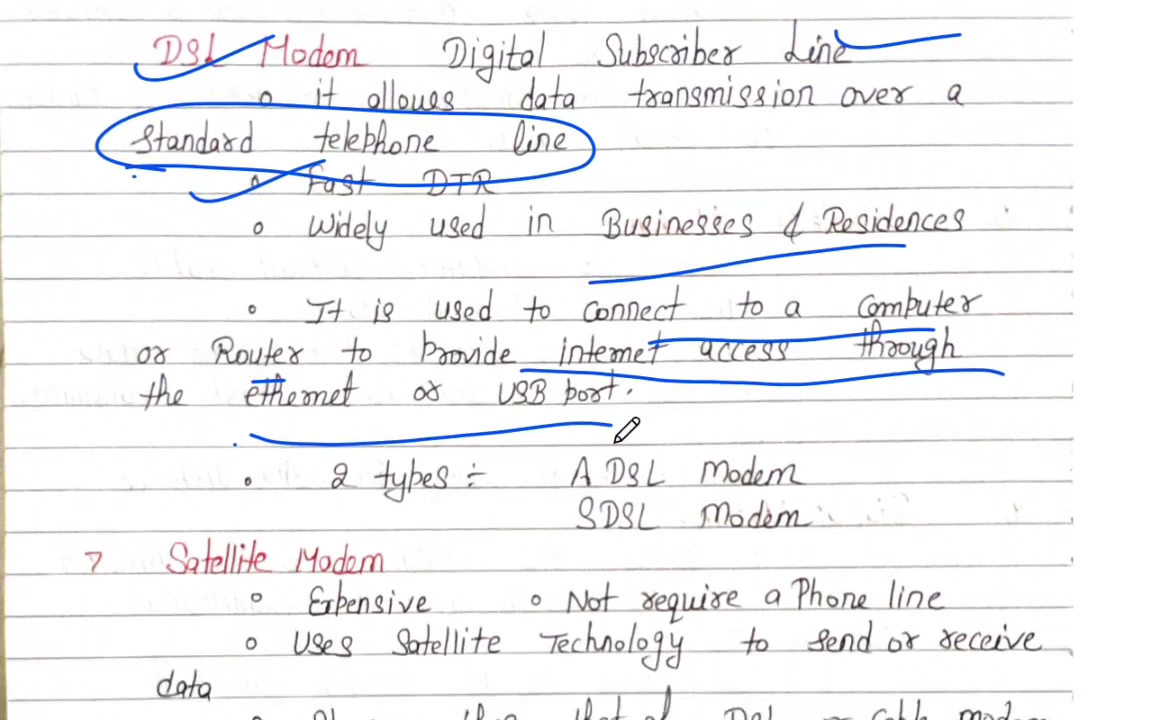 DSL Modem Digital Subscriber Line
o it allows data transmission over a
Standard telephone line
o Fast DTR
o Widely used in Businesses & Residences
o It is used to connect to a computer
or Router to provide internet access through
the ethernet or USB port.
o 2 types ÷ ADSL Modem
SDSL Modem
7 Satellite Modem
o Expensive o Not require a Phone line
o Uses Satellite Technology to send or receive
data